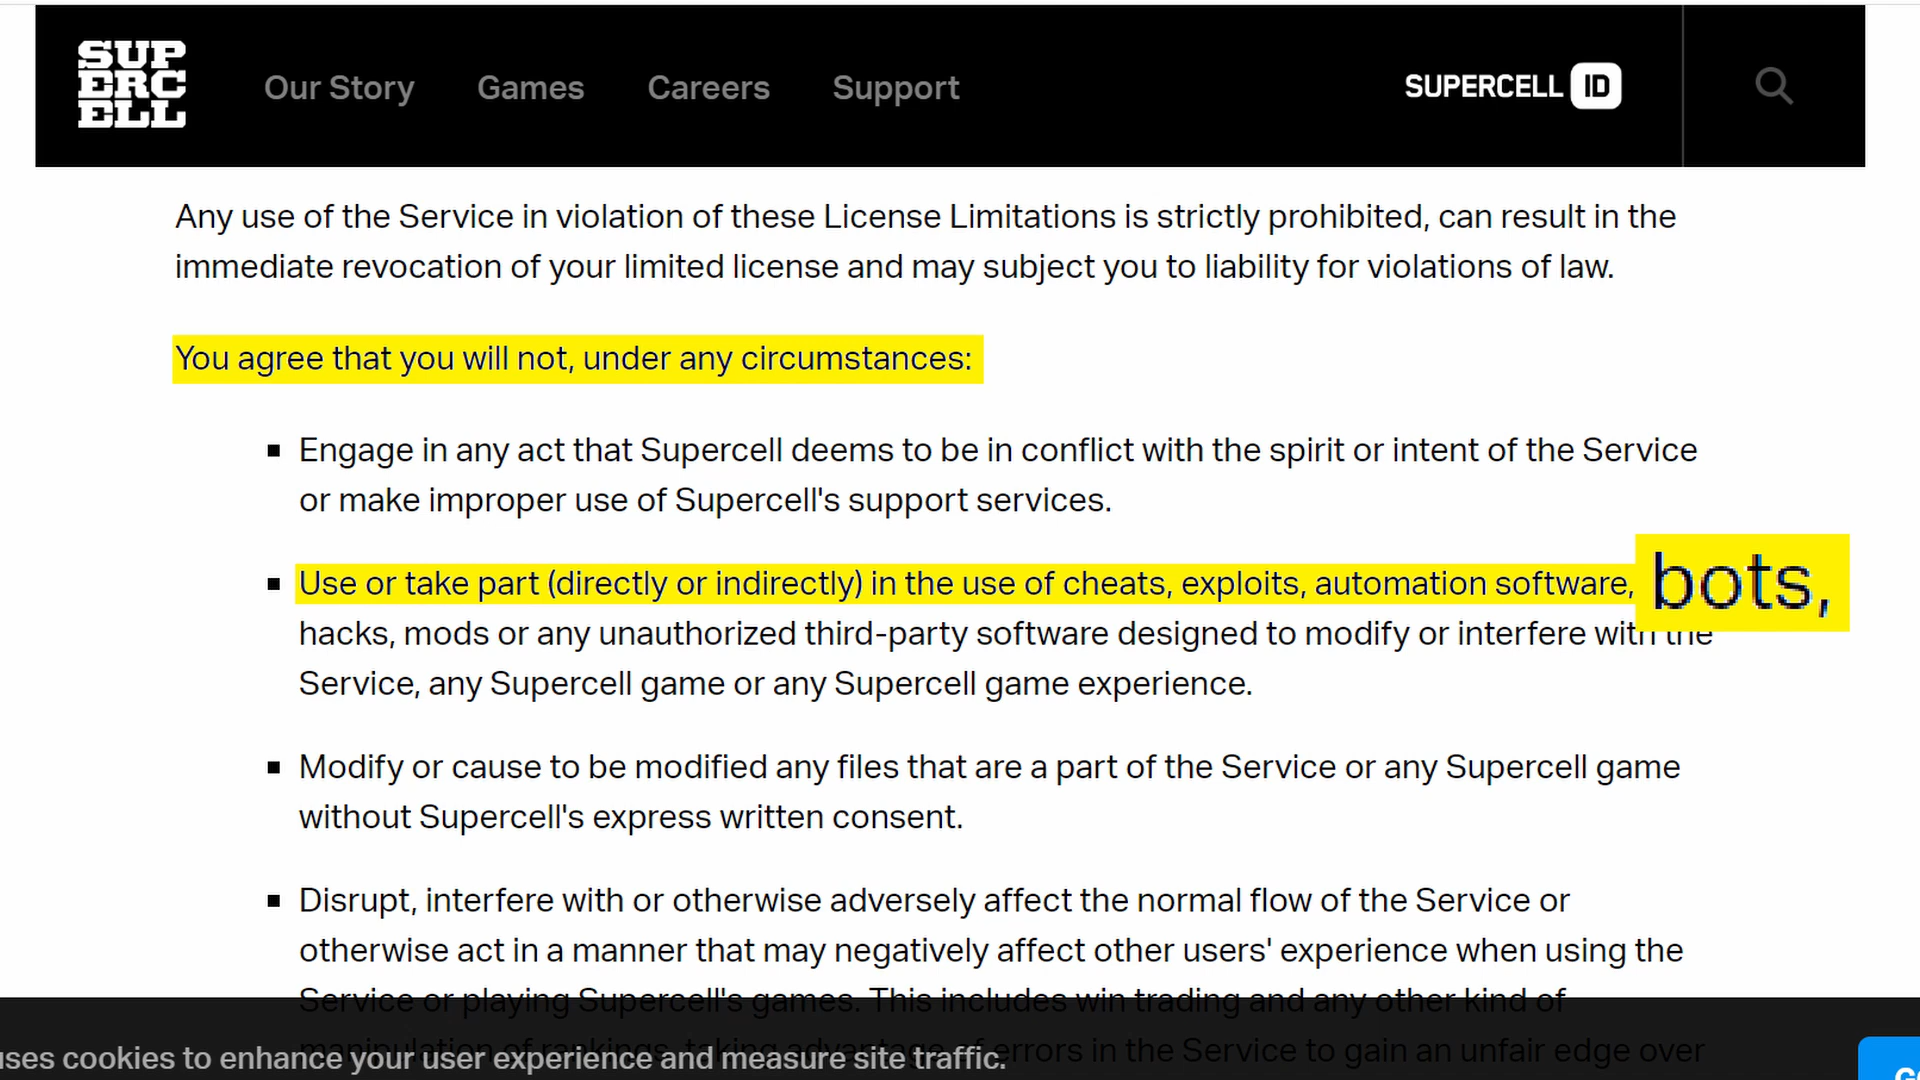 SUP
ERC
ELL
Our Story Games Careers Support SUPERCELL ID
Any use of the Service in violation of these License Limitations is strictly prohibited, can result in the
immediate revocation of your limited license and may subject you to liability for violations of law.
You agree that you will not, under any circumstances:
▪ Engage in any act that Supercell deems to be in conflict with the spirit or intent of the Service
or make improper use of Supercell's support services.
▪ Use or take part (directly or indirectly) in the use of cheats, exploits, automation software, bots,
hacks, mods or any unauthorized third-party software designed to modify or interfere with the
Service, any Supercell game or any Supercell game experience.
▪ Modify or cause to be modified any files that are a part of the Service or any Supercell game
without Supercell's express written consent.
▪ Disrupt, interfere with or otherwise adversely affect the normal flow of the Service or
otherwise act in a manner that may negatively affect other users' experience when using the
Service or playing Supercell's games. This includes win trading and any other kind of
manipulation of rankings, taking advantage of errors in the Service to gain an unfair edge over
uses cookies to enhance your user experience and measure site traffic.